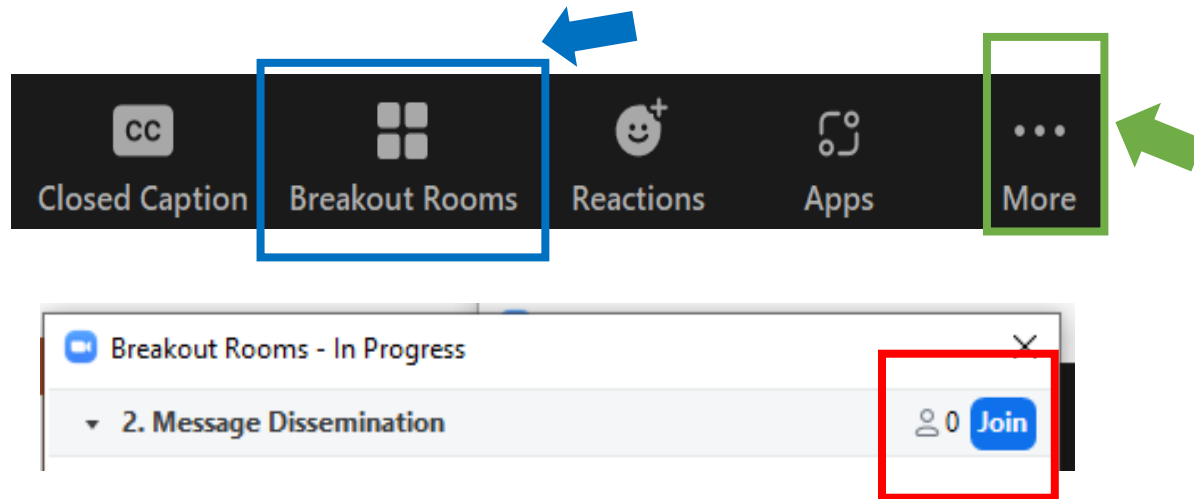 CC
Closed Caption Breakout Rooms Reactions Apps More
Breakout Rooms - In Progress
2. Message Dissemination 0 Join